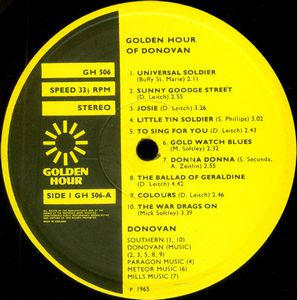 GOLDEN HOUR
OF DONOVAN
GH 506
SPEED 33⅓ RPM
STEREO
GOLDEN
HOUR
SIDE I GH 506-A
1. UNIVERSAL SOLDIER
(Buffy St. Marie) 2.11
2. SUNNY GOODGE STREET
(D. Leitch) 2.55
3. JOSIE (D. Leitch) 3.26
4. LITTLE TIN SOLDIER (S. Phillips) 3.02
5. TO SING FOR YOU (D. Leitch) 2.43
6. GOLD WATCH BLUES
(M. Softley) 2.33
7. DONNA DONNA (S. Secunda,
A. Zeitlin) 2.55
8. THE BALLAD OF GERALDINE
(D. Leitch) 4.38
9. COLOURS (D. Leitch) 2.46
10. THE WAR DRAGS ON
(Mick Softley) 3.39
DONOVAN
SOUTHERN (1, 10)
DONOVAN (MUSIC)
(2, 3, 5, 8, 9)
PARAGON MUSIC (4)
METEOR MUSIC (6)
MILLS MUSIC (7)
P 1965